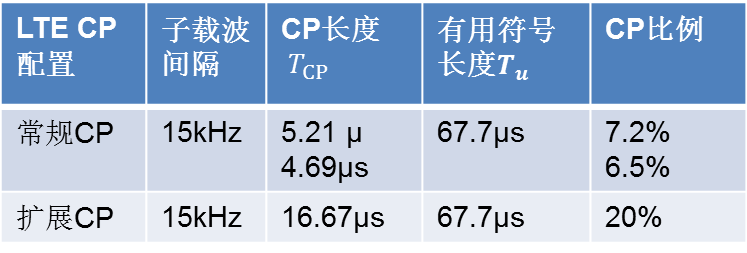 LTE CP 配置 子载波间隔 CP长度 T_CP 有用符号长度T_u CP比例
常规CP 15kHz 5.21 μ 4.69μs 67.7μs 7.2% 6.5%
扩展CP 15kHz 16.67μs 67.7μs 20%